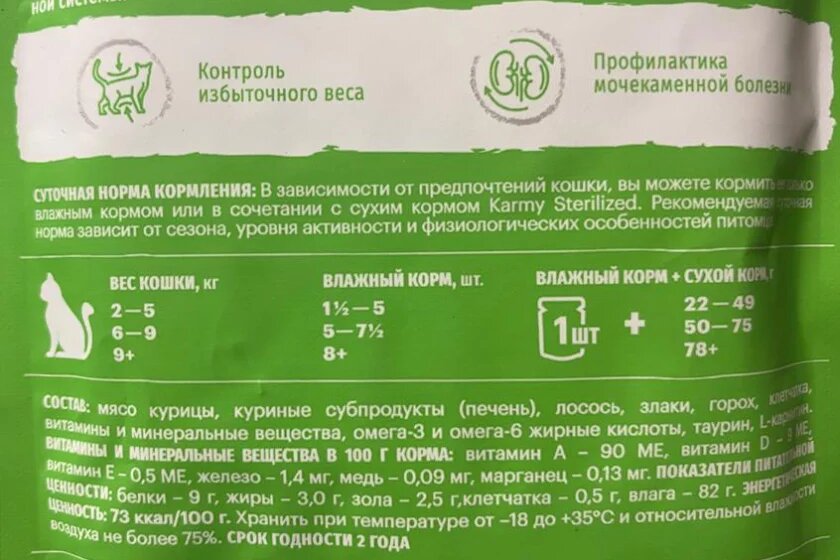 ной систем
Контроль
избыточного веса
Профилактика
мочекаменной болезни
СУТОЧНАЯ НОРМА КОРМЛЕНИЯ: В зависимости от предпочтений кошки, вы можете кормить только
влажным кормом или в сочетании с сухим кормом Karmy Sterilized. Рекомендуемая суточная
норма зависит от сезона, уровня активности и физиологических особенностей питомц
ВЕС КОШКИ, кг ВЛАЖНЫЙ КОРМ, шт. ВЛАЖНЫЙ КОРМ + СУХОЙ КОРМ, г
2–5 1½–5 22–49
6–9 5–7½ 1 шт + 50–75
9+ 8+ 78+
СОСТАВ: мясо курицы, куриные субпродукты (печень), лосось, злаки, горох, клетчатка,
витамины и минеральные вещества, омега-3 и омега-6 жирные кислоты, таурин, L-карнитин.
ВИТАМИНЫ И МИНЕРАЛЬНЫЕ ВЕЩЕСТВА В 100 Г КОРМА: витамин А – 90 МЕ, витамин D – МЕ,
витамин Е – 0,5 МЕ, железо – 1,4 мг, медь – 0,09 мг, марганец – 0,13 мг. ПОКАЗАТЕЛИ ПИТАТЕЛЬНОЙ
ЦЕННОСТИ: белки – 9 г, жиры – 3,0 г, зола – 2,5 г,клетчатка – 0,5 г, влага – 82 г. ЭНЕРГЕТИЧЕСКАЯ
ЦЕННОСТЬ: 73 ккал/100 г. Хранить при температуре от –18 до +35°С и относительной влажности
воздуха не более 75%. СРОК ГОДНОСТИ 2 ГОДА